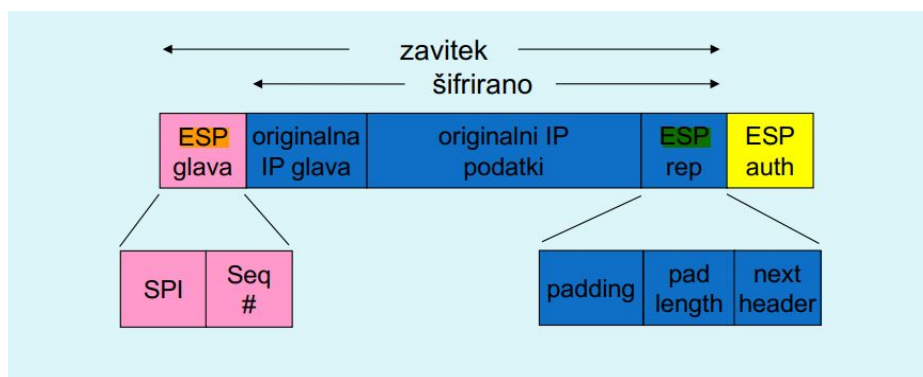 zavitek
šifrirano
ESP
glava
originalna
IP glava
originalni IP
podatki
ESP
rep
ESP
auth
SPI
Seq
#
padding
pad
length
next
header